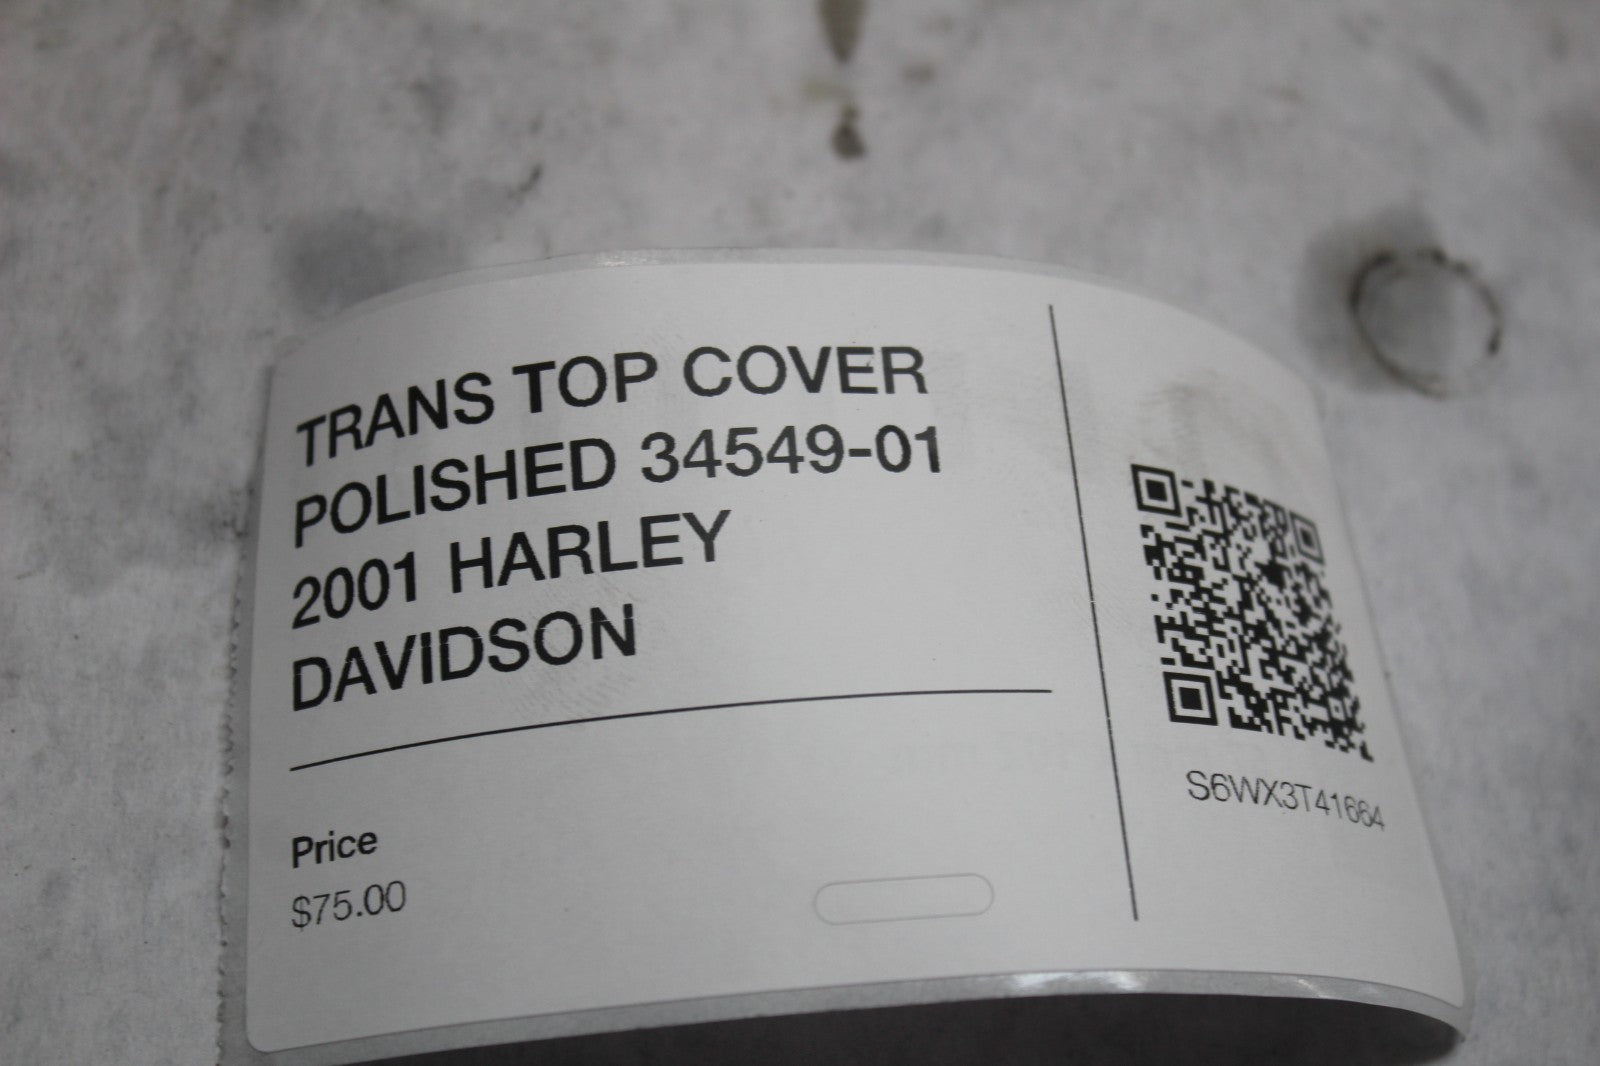 TRANS TOP COVER
POLISHED 34549-01
2001 HARLEY
DAVIDSON
Price
$75.00
S6WX3T41664